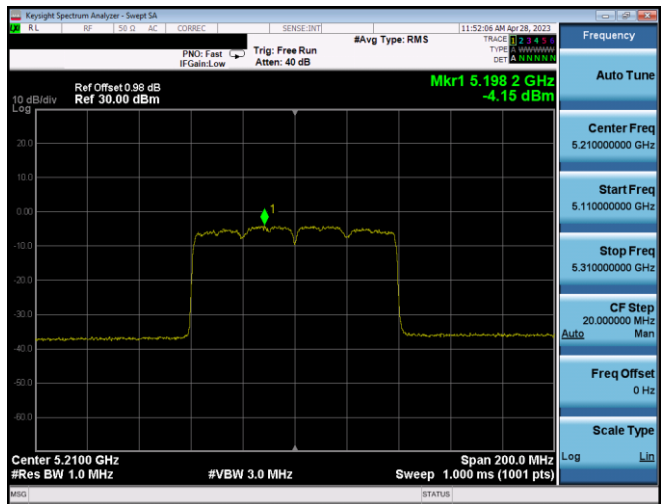 Keysight Spectrum Analyzer - Swept SA
RL RF 50 Ω AC CORREC SENSE:INT 11:52:06 AM Apr 28, 2023
#Avg Type: RMS TRACE 1 2 3 4 5 6
PNO: Fast Trig: Free Run TYPE A WWWWW
IFGain:Low Atten: 40 dB DET A N N N N N
Ref Offset 0.98 dB Mkr1 5.198 2 GHz
10 dB/div Ref 30.00 dBm -4.15 dBm
Log
20.0
10.0
0.00
-10.0
-20.0
-30.0
-40.0
-50.0
-60.0
1
Center 5.2100 GHz Span 200.0 MHz
#Res BW 1.0 MHz #VBW 3.0 MHz Sweep 1.000 ms (1001 pts)
MSG STATUS
Frequency
Auto Tune
Center Freq
5.210000000 GHz
Start Freq
5.110000000 GHz
Stop Freq
5.310000000 GHz
CF Step
20.000000 MHz
Auto Man
Freq Offset
0 Hz
Scale Type
Log Lin